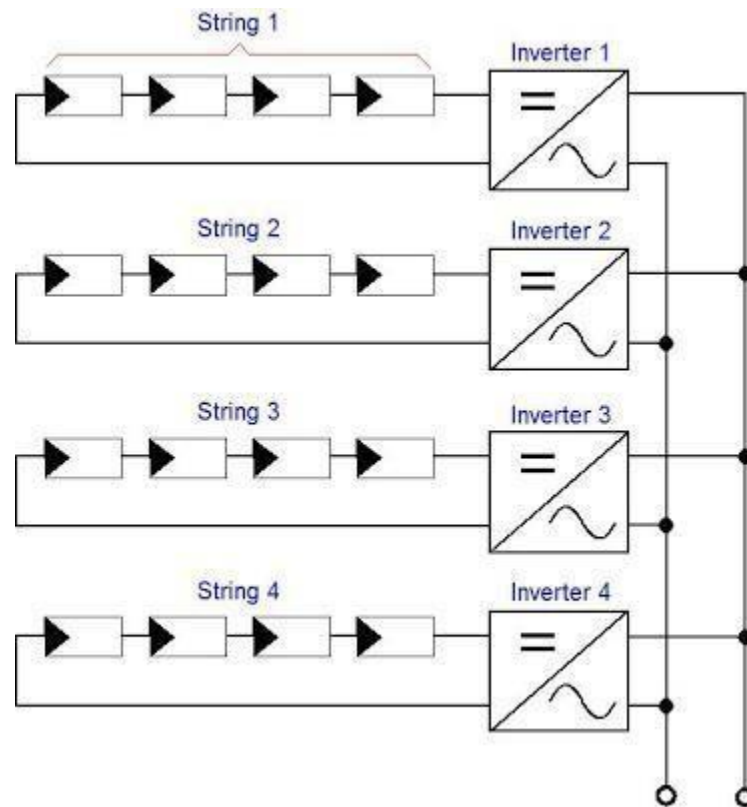 String 1
Inverter 1
String 2
Inverter 2
String 3
Inverter 3
String 4
Inverter 4